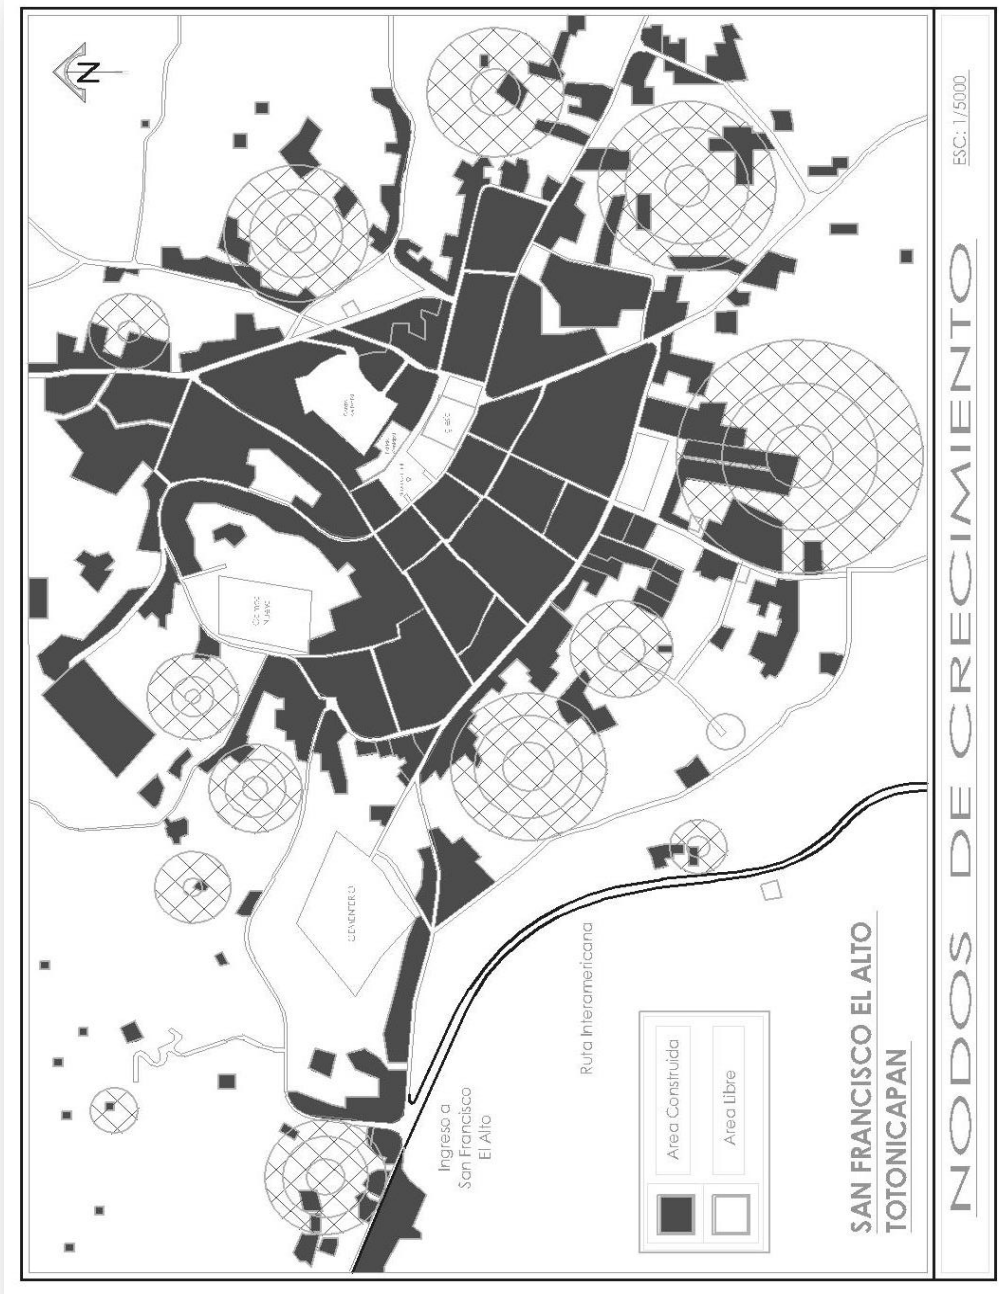 N
CEMENTERIO
Ruta Interamericana
Ingreso a
San Francisco
El Alto
Area Construida
Area Libre
SAN FRANCISCO EL ALTO
TOTONICAPAN
NODOS DE CRECIMIENTO
ESC: 1/5000